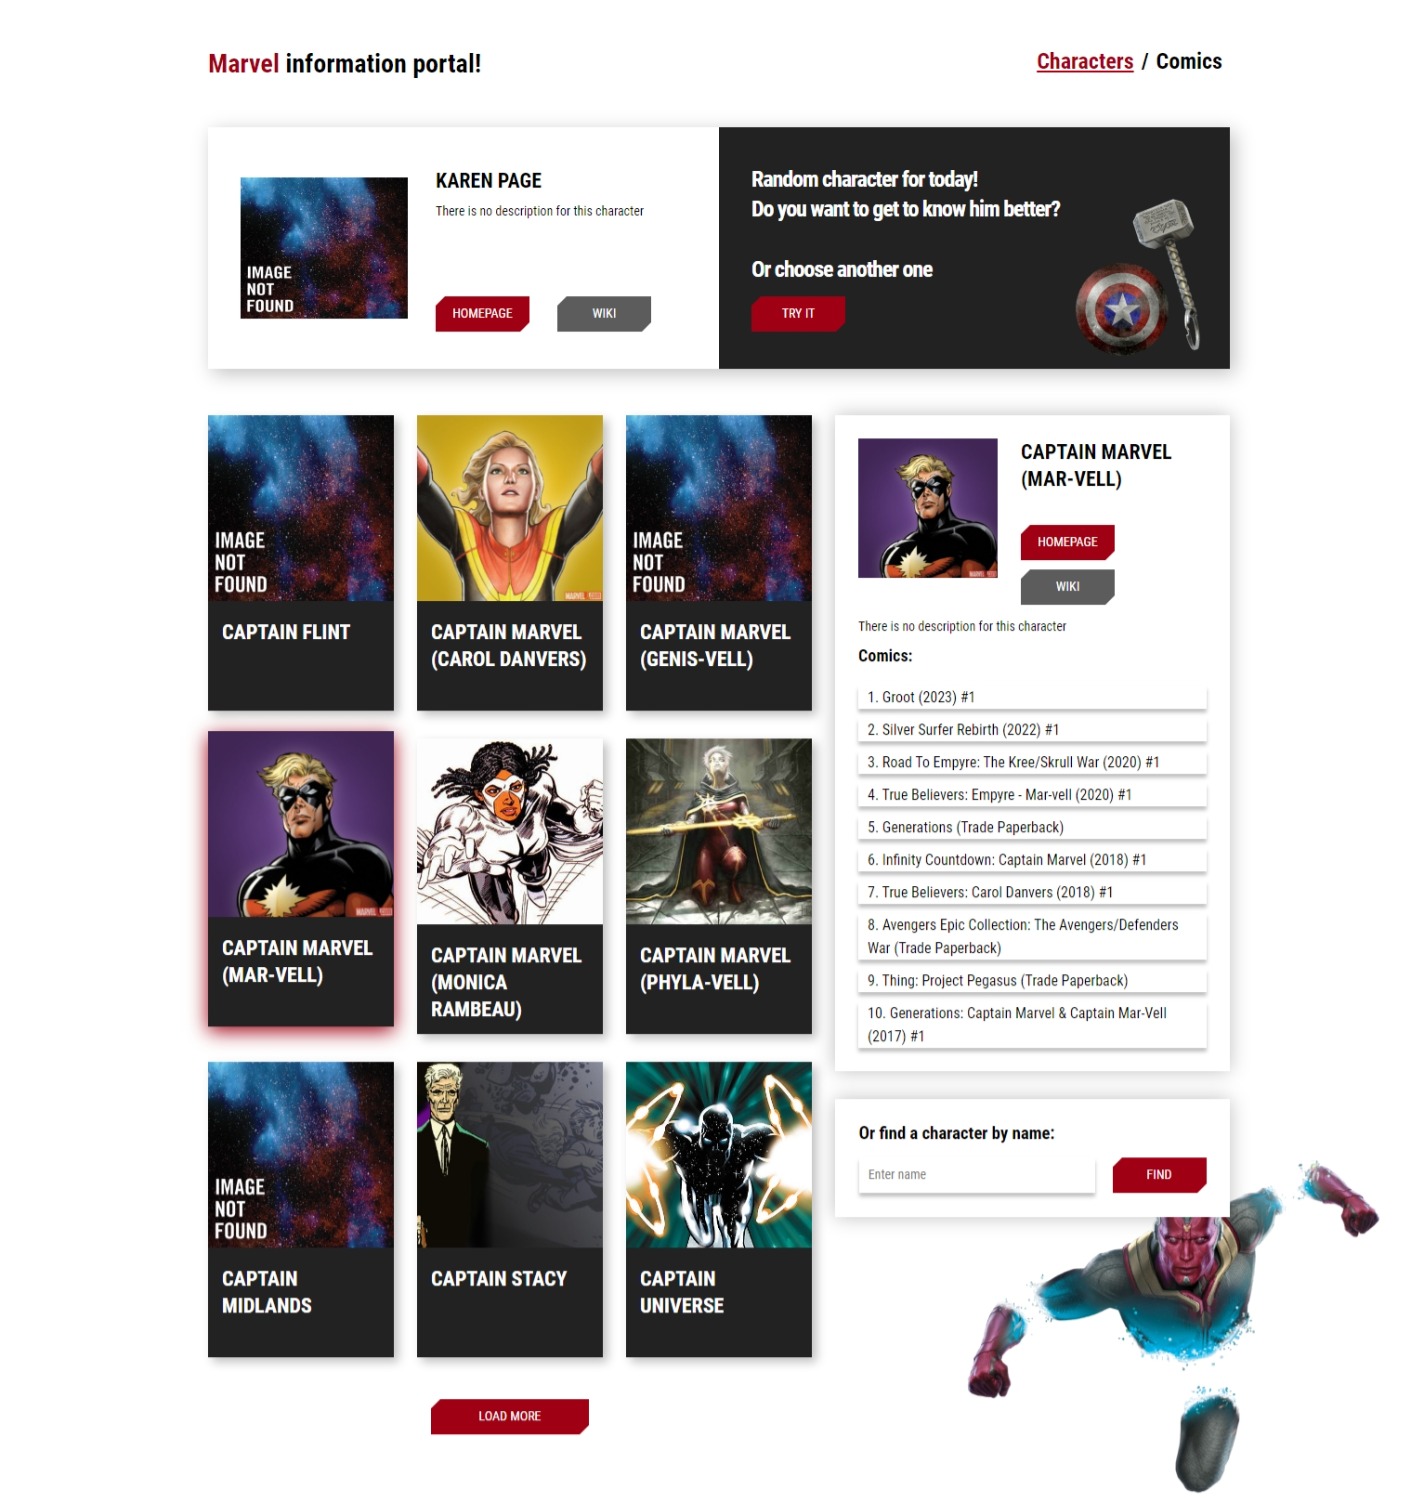 Marvel information portal!
Characters / Comics
KAREN PAGE
There is no description for this character
IMAGE
NOT
FOUND
HOMEPAGE
WIKI
Random character for today!
Do you want to get to know him better?
Or choose another one
TRY IT
IMAGE
NOT
FOUND
CAPTAIN FLINT
CAPTAIN MARVEL
(CAROL DANVERS)
IMAGE
NOT
FOUND
CAPTAIN MARVEL
(GENIS-VELL)
CAPTAIN MARVEL
(MAR-VELL)
CAPTAIN MARVEL
(MONICA
RAMBEAU)
CAPTAIN MARVEL
(PHYLA-VELL)
IMAGE
NOT
FOUND
CAPTAIN
MIDLANDS
CAPTAIN STACY
CAPTAIN
UNIVERSE
LOAD MORE
CAPTAIN MARVEL
(MAR-VELL)
HOMEPAGE
WIKI
There is no description for this character
Comics:
1. Groot (2023) #1
2. Silver Surfer Rebirth (2022) #1
3. Road To Empyre: The Kree/Skrull War (2020) #1
4. True Believers: Empyre - Mar-vell (2020) #1
5. Generations (Trade Paperback)
6. Infinity Countdown: Captain Marvel (2018) #1
7. True Believers: Carol Danvers (2018) #1
8. Avengers Epic Collection: The Avengers/Defenders
War (Trade Paperback)
9. Thing: Project Pegasus (Trade Paperback)
10. Generations: Captain Marvel & Captain Mar-Vell
(2017) #1
Or find a character by name:
Enter name
FIND